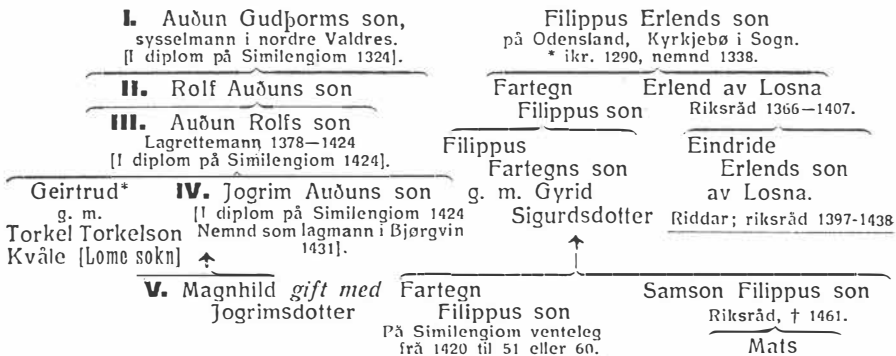 I. Auðun Guðþorms son,
sysselmann i nordre Valdres.
[I diplom på Similengiom 1324].
II. Rolf Auðuns son
III. Auðun Rolfs son
Lagrettemann 1378—1424
[I diplom på Similengiom 1424].
Geirtrud*
g. m.
Torkel Torkelson
Kvåle [Lome sokn]
IV. Jogrim Auðuns son
[I diplom på Similengiom 1424
Nemnd som lagmann i Bjørgvin
1431].
V. Magnhild gift med
Jogrimsdotter
Filippus Erlends son
på Odensland, Kyrkjebø i Sogn.
* ikr. 1290, nemnd 1338.
Fartegn
Filippus son
Erlend av Losna
Riksråd 1366—1407.
Filippus
Fartegns son
g. m. Gyrid
Sigurdsdotter
Eindride
Erlends son
av Losna.
Riddar; riksråd 1397-1438
Fartegn
Filippus son
På Similengiom venteleg
frå 1420 til 51 eller 60.
Samson Filippus son
Riksråd, † 1461.
Mats